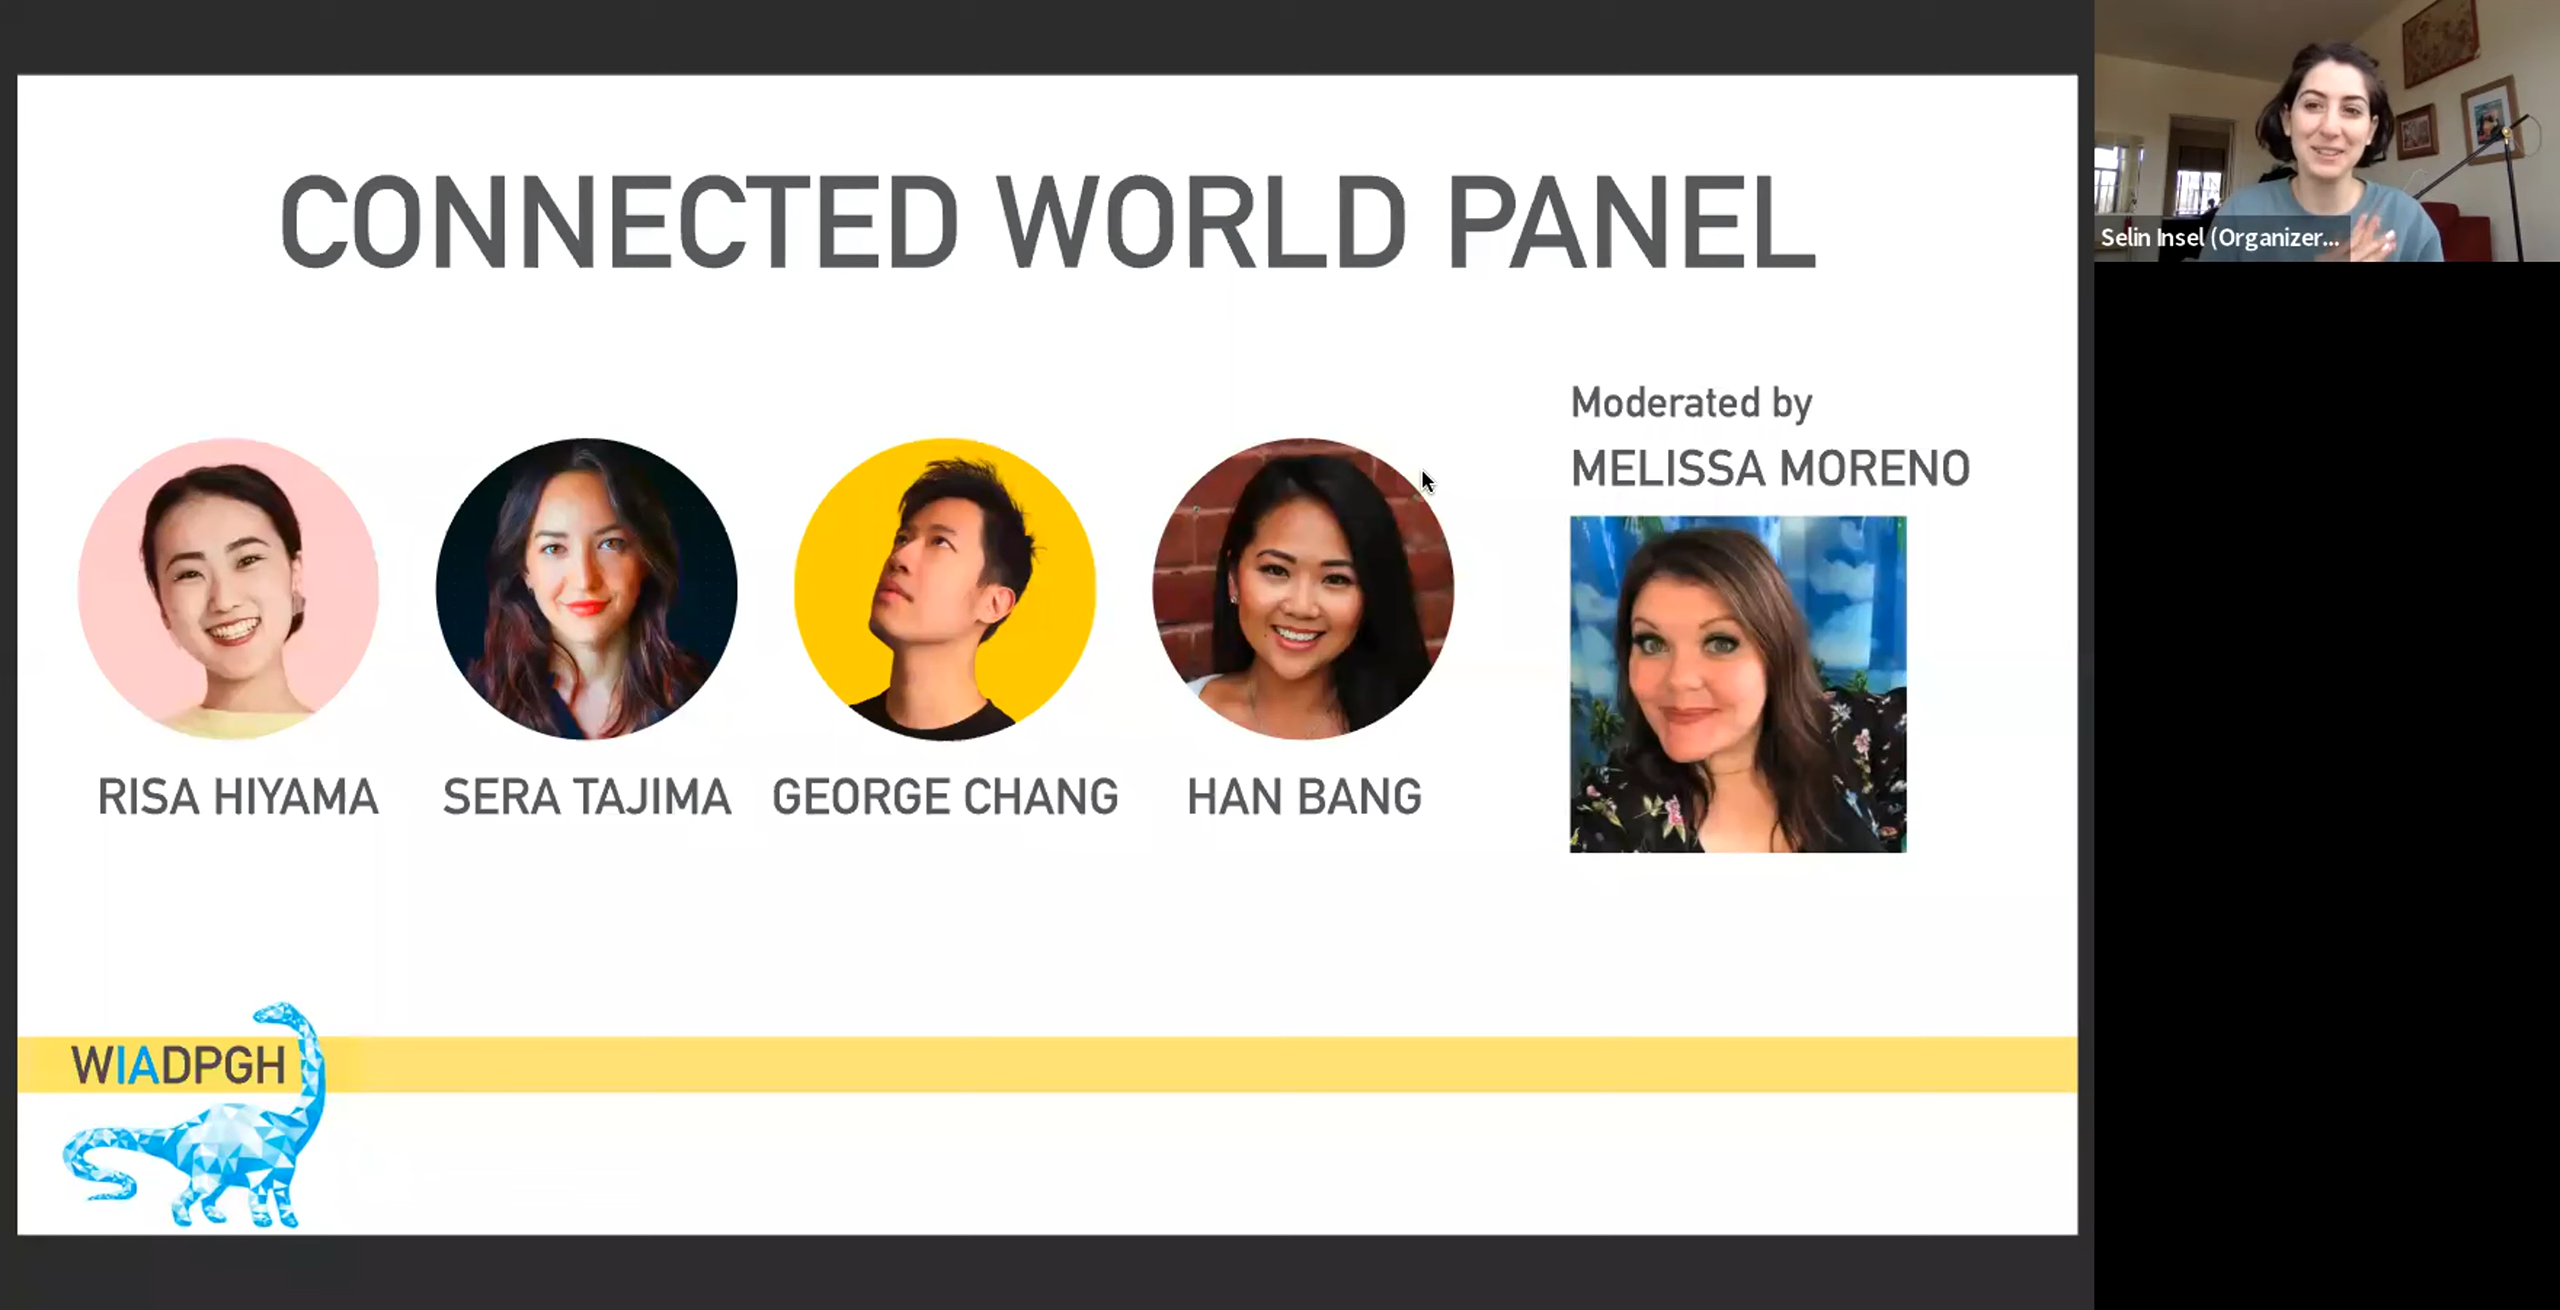 CONNECTED WORLD PANEL
Moderated by
MELISSA MORENO
RISA HIYAMA
SERA TAJIMA
GEORGE CHANG
HAN BANG
WIADPGH
Selin Insel (Organizer...